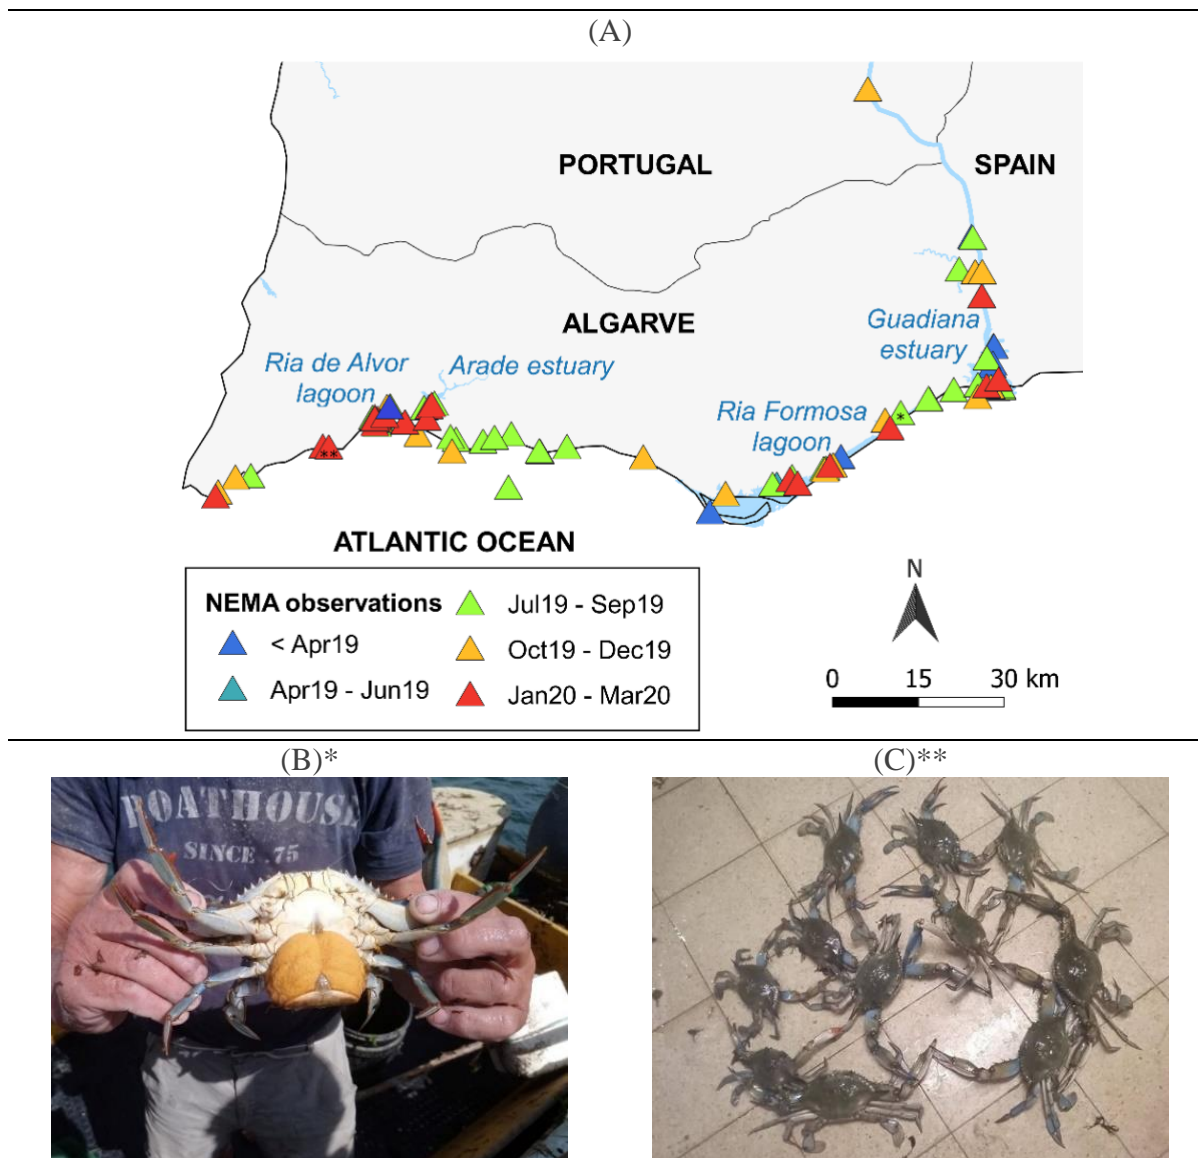 (A)
PORTUGAL
SPAIN
ALGARVE
Guadiana
estuary
Ria de Alvor
lagoon
Arade estuary
Ria Formosa
lagoon
*
**
ATLANTIC OCEAN
NEMA observations
< Apr19
Apr19 - Jun19
Jul19 - Sep19
Oct19 - Dec19
Jan20 - Mar20
N
0 15 30 km
(B)*
(C)**
BOATHOUSE
SINCE .75